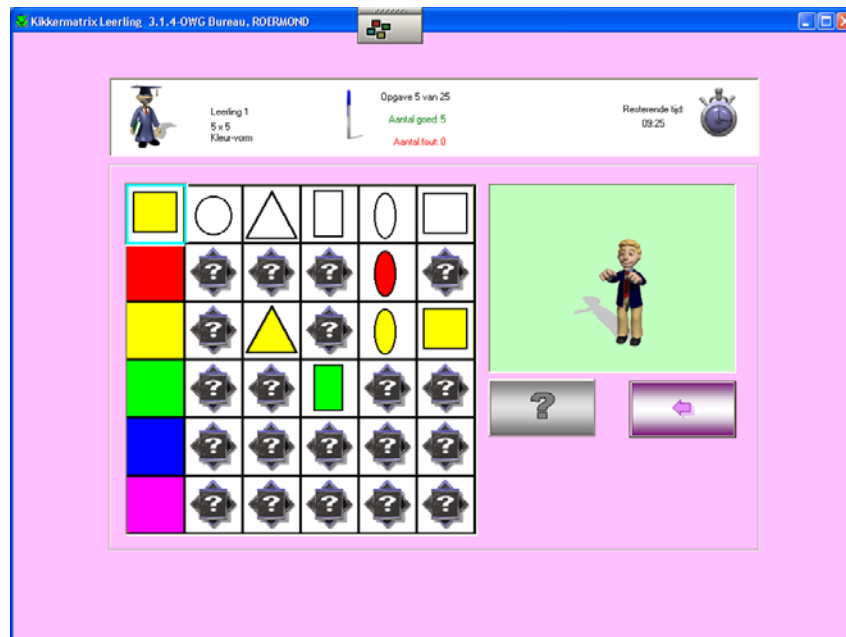 Kikkermatrix Leerling 3.1.4-OWG Bureau, ROERMOND
Leerling 1
5 x 5
Kleur-vorm
Opgave 5 van 25
Aantal goed: 5
Aantal fout: 0
Resterende tijd:
09:25
? ? ? ?
? ?
? ? ? ?
? ? ? ? ?
? ? ? ? ?
?